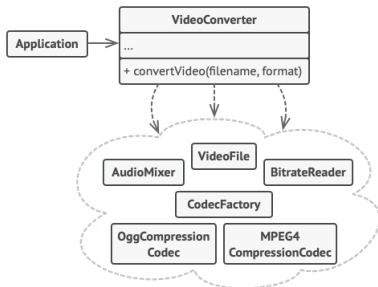 VideoConverter
Application
...
+ convertVideo(filename, format)
VideoFile
AudioMixer
BitrateReader
CodecFactory
OggCompression
Codec
MPEG4
CompressionCodec